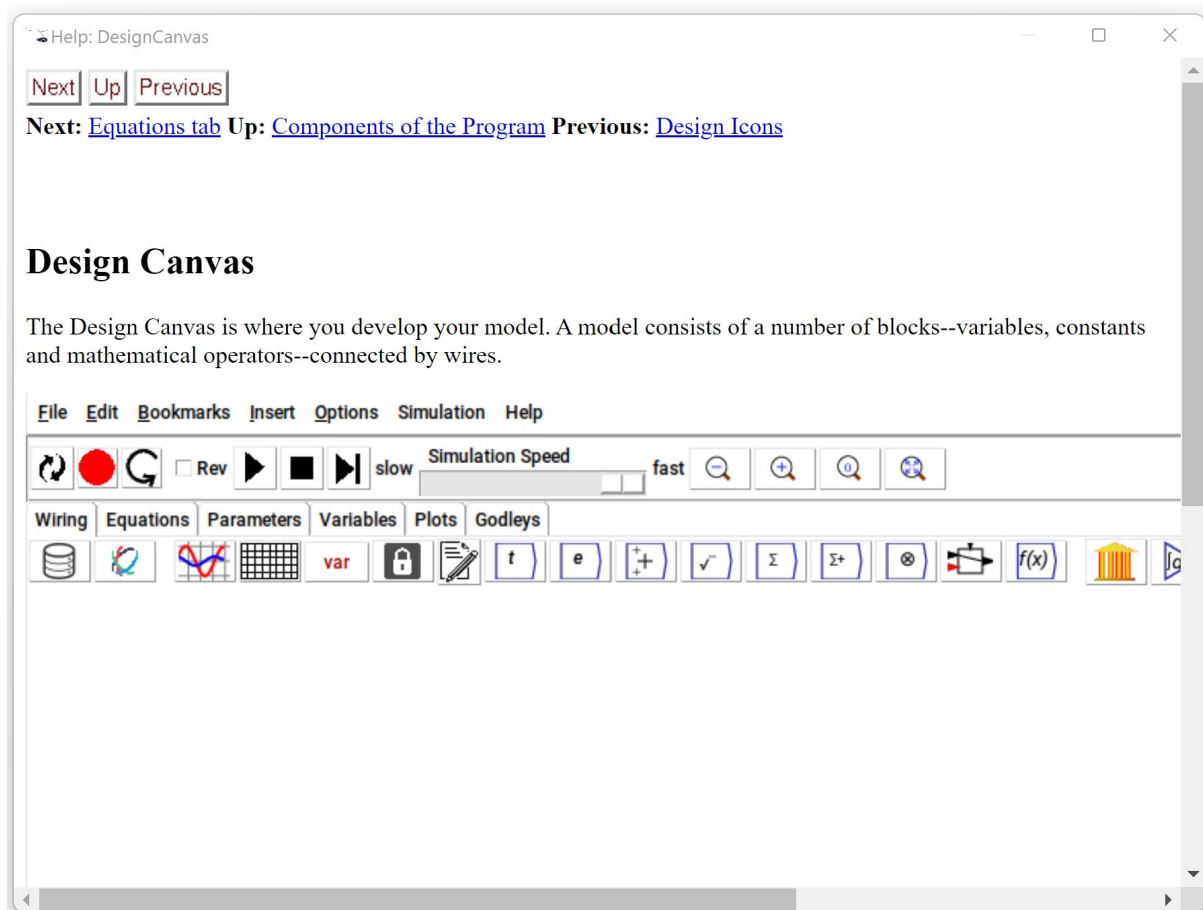 Help: DesignCanvas
Next Up Previous
Next: Equations tab Up: Components of the Program Previous: Design Icons
Design Canvas
The Design Canvas is where you develop your model. A model consists of a number of blocks--variables, constants
and mathematical operators--connected by wires.
File Edit Bookmarks Insert Options Simulation Help
Rev slow Simulation Speed fast 0
Wiring Equations Parameters Variables Plots Godleys
var t e + + + √ - Σ Σ+ ⊗ f(x)